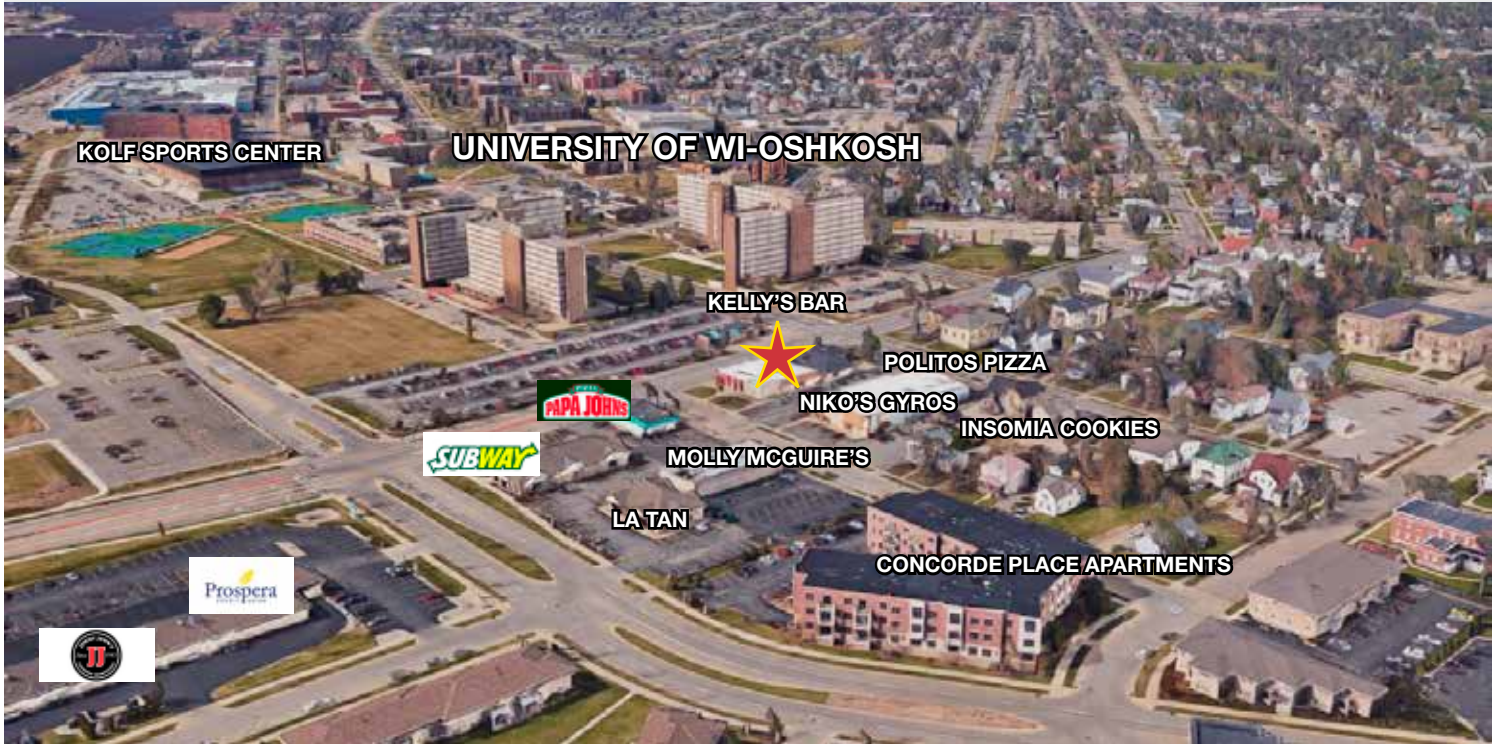 KOLF SPORTS CENTER
UNIVERSITY OF WI-OSHKOSH
KELLY'S BAR
POLITOS PIZZA
PAPA JOHNS
NIKO'S GYROS
INSOMIA COOKIES
SUBWAY
MOLLY MCGUIRE'S
LA TAN
CONCORDE PLACE APARTMENTS
Prospera
JJ